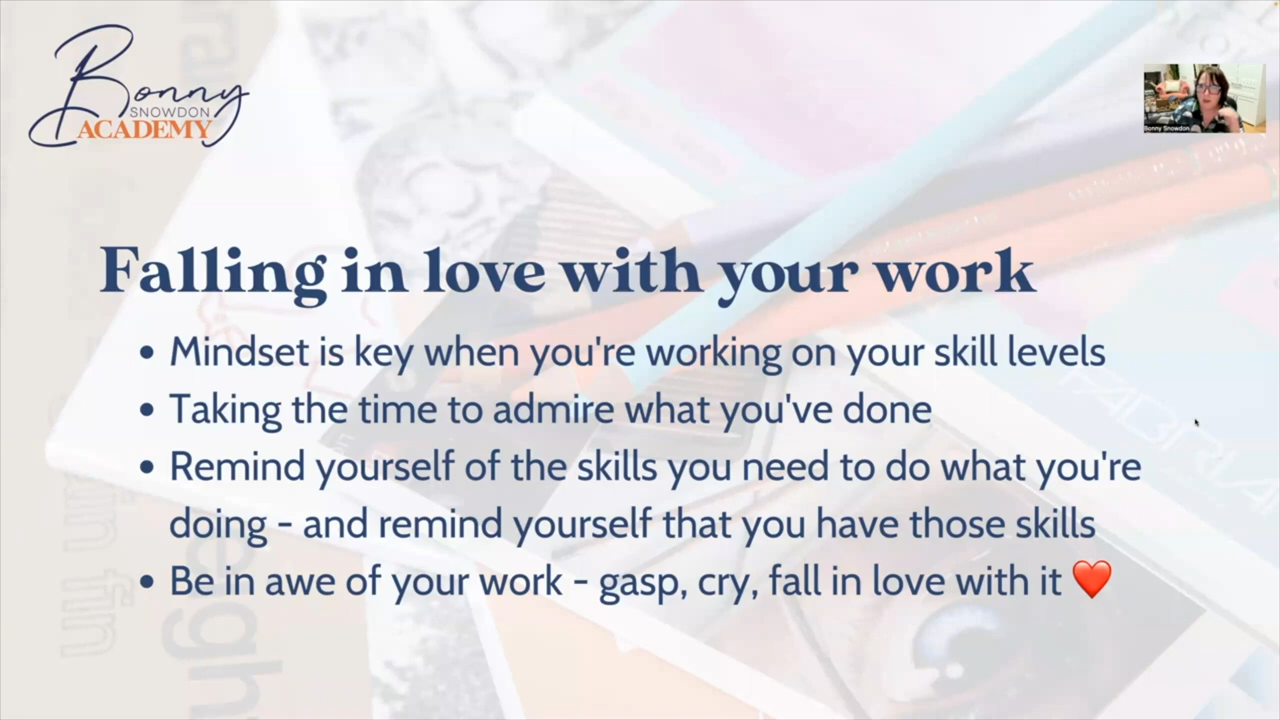 Bonny
SNOWDON
ACADEMY
Bonny Snowdon
Falling in love with your work
• Mindset is key when you're working on your skill levels
• Taking the time to admire what you've done
• Remind yourself of the skills you need to do what you're
doing - and remind yourself that you have those skills
• Be in awe of your work - gasp, cry, fall in love with it ❤️